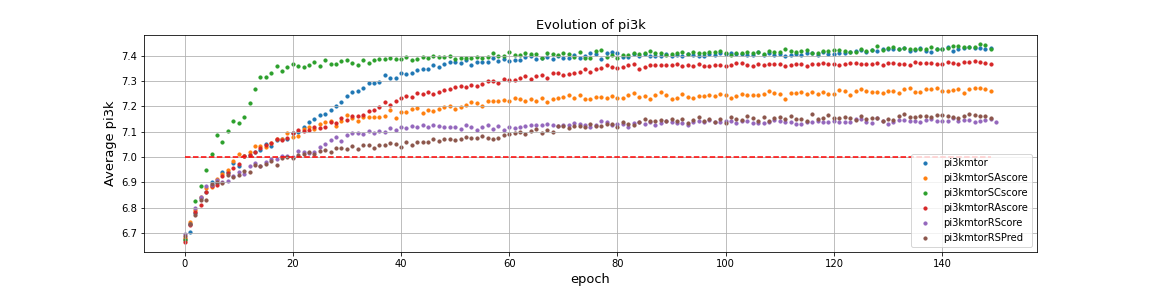 Evolution of pi3k
Average pi3k
7.4
7.3
7.2
7.1
7.0
6.9
6.8
6.7
0 20 40 60 80 100 120 140
epoch
pi3kmtor
pi3kmtorSAscore
pi3kmtorSCscore
pi3kmtorRAscore
pi3kmtorRScore
pi3kmtorRSPred